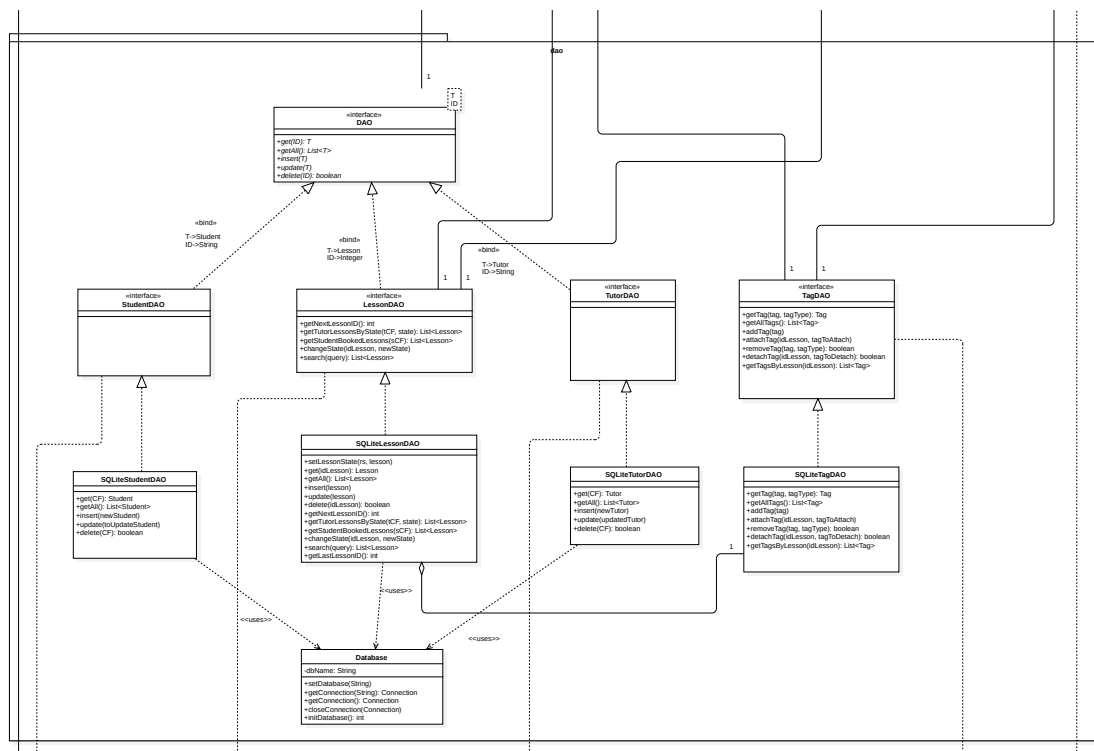 dao
1
T
ID
«interface»
DAO
+get(ID): T
+getAll(): List<T>
+insert(T)
+update(T)
+delete(ID): boolean
«bind»
T->Student
ID->String
«bind»
T->Lesson
ID->Integer
«bind»
T->Tutor
ID->String
1
1
1
1
«interface»
StudentDAO
«interface»
LessonDAO
+getNextLessonID(): int
+getTutorLessonsByState(tCF, state): List<Lesson>
+getStudentBookedLessons(sCF): List<Lesson>
+changeState(idLesson, newState)
+search(query): List<Lesson>
«interface»
TutorDAO
«interface»
TagDAO
+getTag(tag, tagType): Tag
+getAllTags(): List<Tag>
+addTag(tag)
+attachTag(idLesson, tagToAttach)
+removeTag(tag, tagType): boolean
+detachTag(idLesson, tagToDetach): boolean
+getTagsByLesson(idLesson): List<Tag>
SQLiteStudentDAO
+get(CF): Student
+getAll(): List<Student>
+insert(newStudent)
+update(toUpdateStudent)
+delete(CF): boolean
SQLiteLessonDAO
+setLessonState(rs, lesson)
+get(idLesson): Lesson
+getAll(): List<Lesson>
+insert(lesson)
+update(lesson)
+delete(idLesson): boolean
+getNextLessonID(): int
+getTutorLessonsByState(tCF, state): List<Lesson>
+getStudentBookedLessons(sCF): List<Lesson>
+changeState(idLesson, newState)
+search(query): List<Lesson>
+getLastLessonID(): int
SQLiteTutorDAO
+get(CF): Tutor
+getAll(): List<Tutor>
+insert(newTutor)
+update(updatedTutor)
+delete(CF): boolean
SQLiteTagDAO
+getTag(tag, tagType): Tag
+getAllTags(): List<Tag>
+addTag(tag)
+attachTag(idLesson, tagToAttach)
+removeTag(tag, tagType): boolean
+detachTag(idLesson, tagToDetach): boolean
+getTagsByLesson(idLesson): List<Tag>
1
<<uses>>
<<uses>>
<<uses>>
Database
-dbName: String
+setDatabase(String)
+getConnection(String): Connection
+getConnection(): Connection
+closeConnection(Connection)
+initDatabase(): int